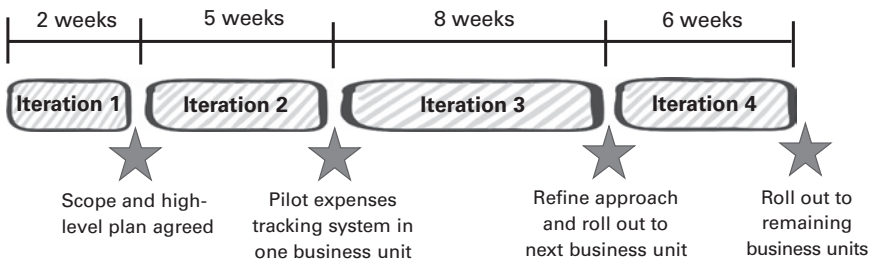 2 weeks
5 weeks
8 weeks
6 weeks
Iteration 1
Iteration 2
Iteration 3
Iteration 4
Scope and high-
level plan agreed
Pilot expenses
tracking system in
one business unit
Refine approach
and roll out to
next business unit
Roll out to
remaining
business units